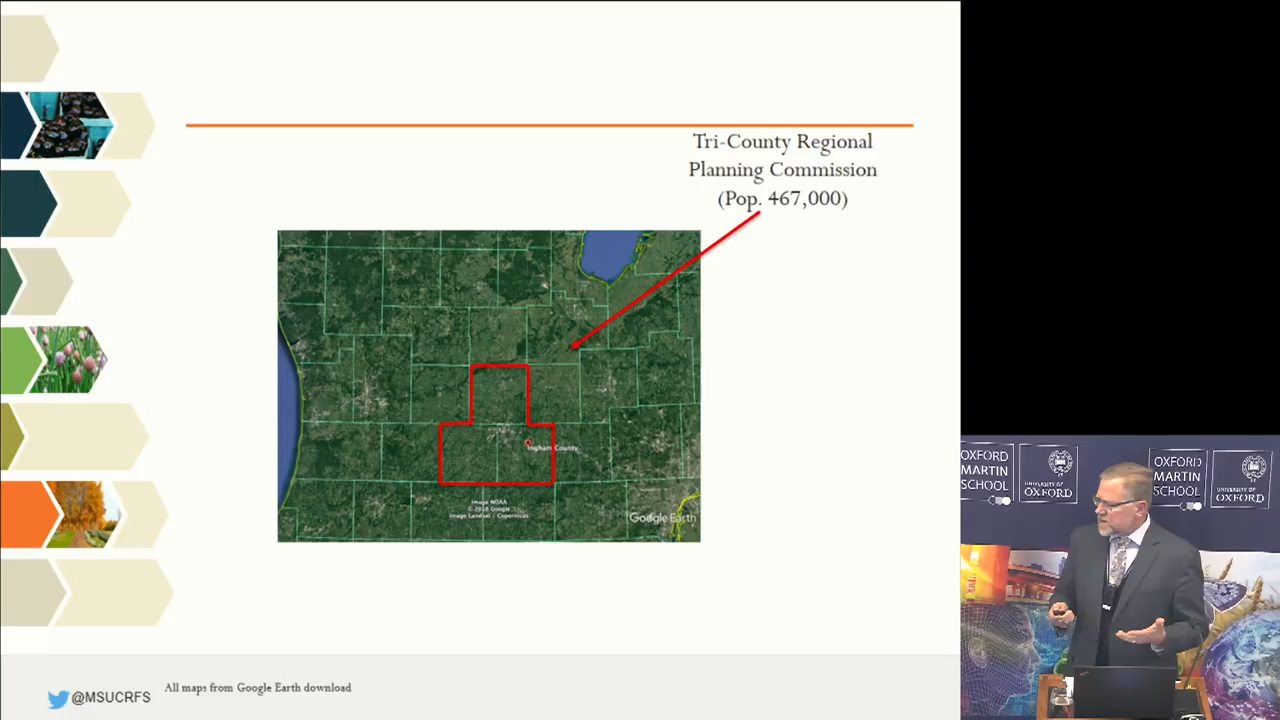 Tri-County Regional
Planning Commission
(Pop. 467,000)
Ingham County
Image NOAA
© 2018 Google
Image Landsat / Copernicus
Google Earth
All maps from Google Earth download
@MSUCRFS
OXFORD
MARTIN
SCHOOL
UNIVERSITY OF
OXFORD
OXFORD
MARTIN
SCHOOL
UNIVERSITY OF
OXFORD